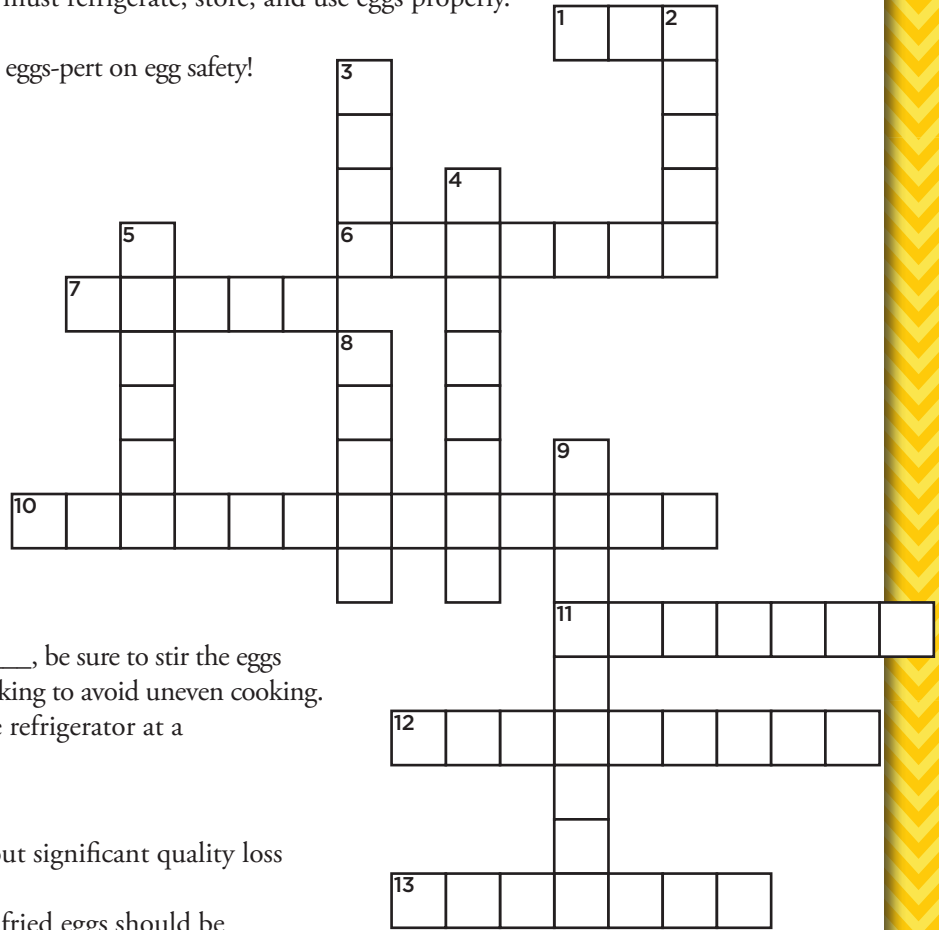 must refrigerate, store, and use eggs properly.
1 2
eggs-pert on egg safety!
3
4
5 6
7
8
9
10
11
___, be sure to stir the eggs
king to avoid uneven cooking.
refrigerator at a
12
out significant quality loss
13
fried eggs should be